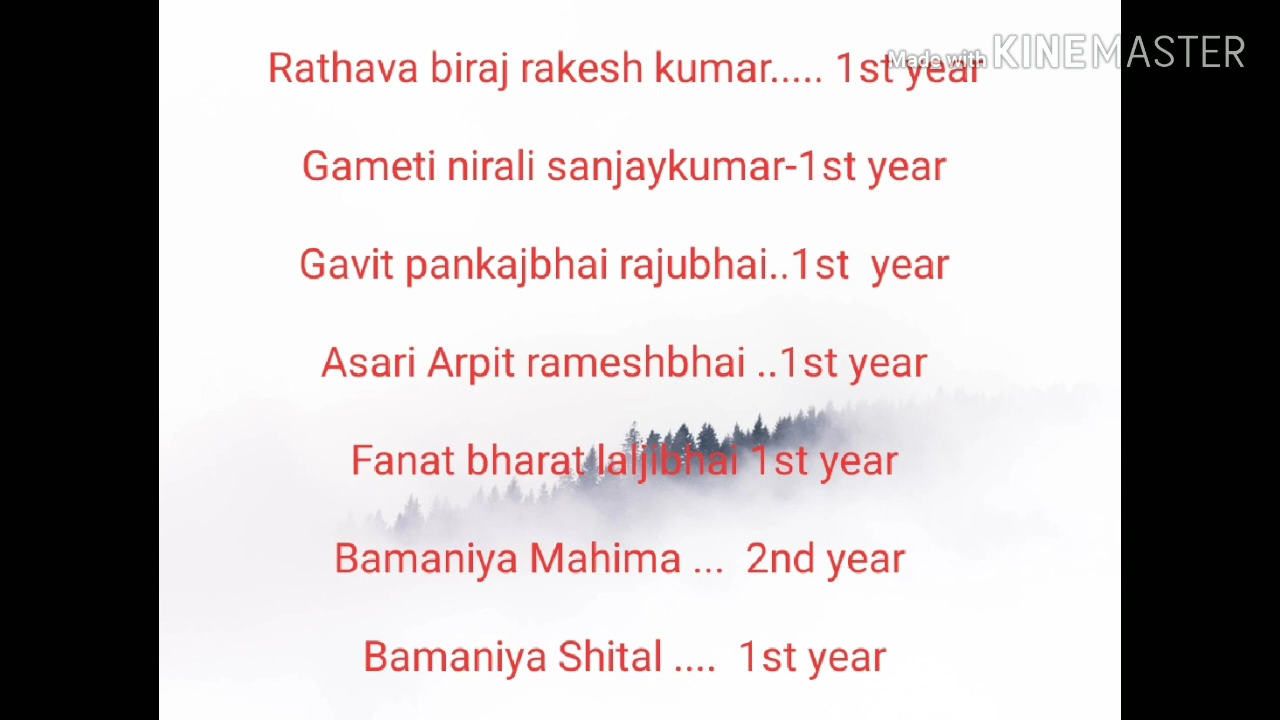 Made with KINEMASTER
Rathava biraj rakesh kumar..... 1st year
Gameti nirali sanjaykumar-1st year
Gavit pankajbhai rajubhai..1st  year
Asari Arpit rameshbhai ..1st year
Fanat bharat laljibhai 1st year
Bamaniya Mahima ...  2nd year
Bamaniya Shital ....  1st year